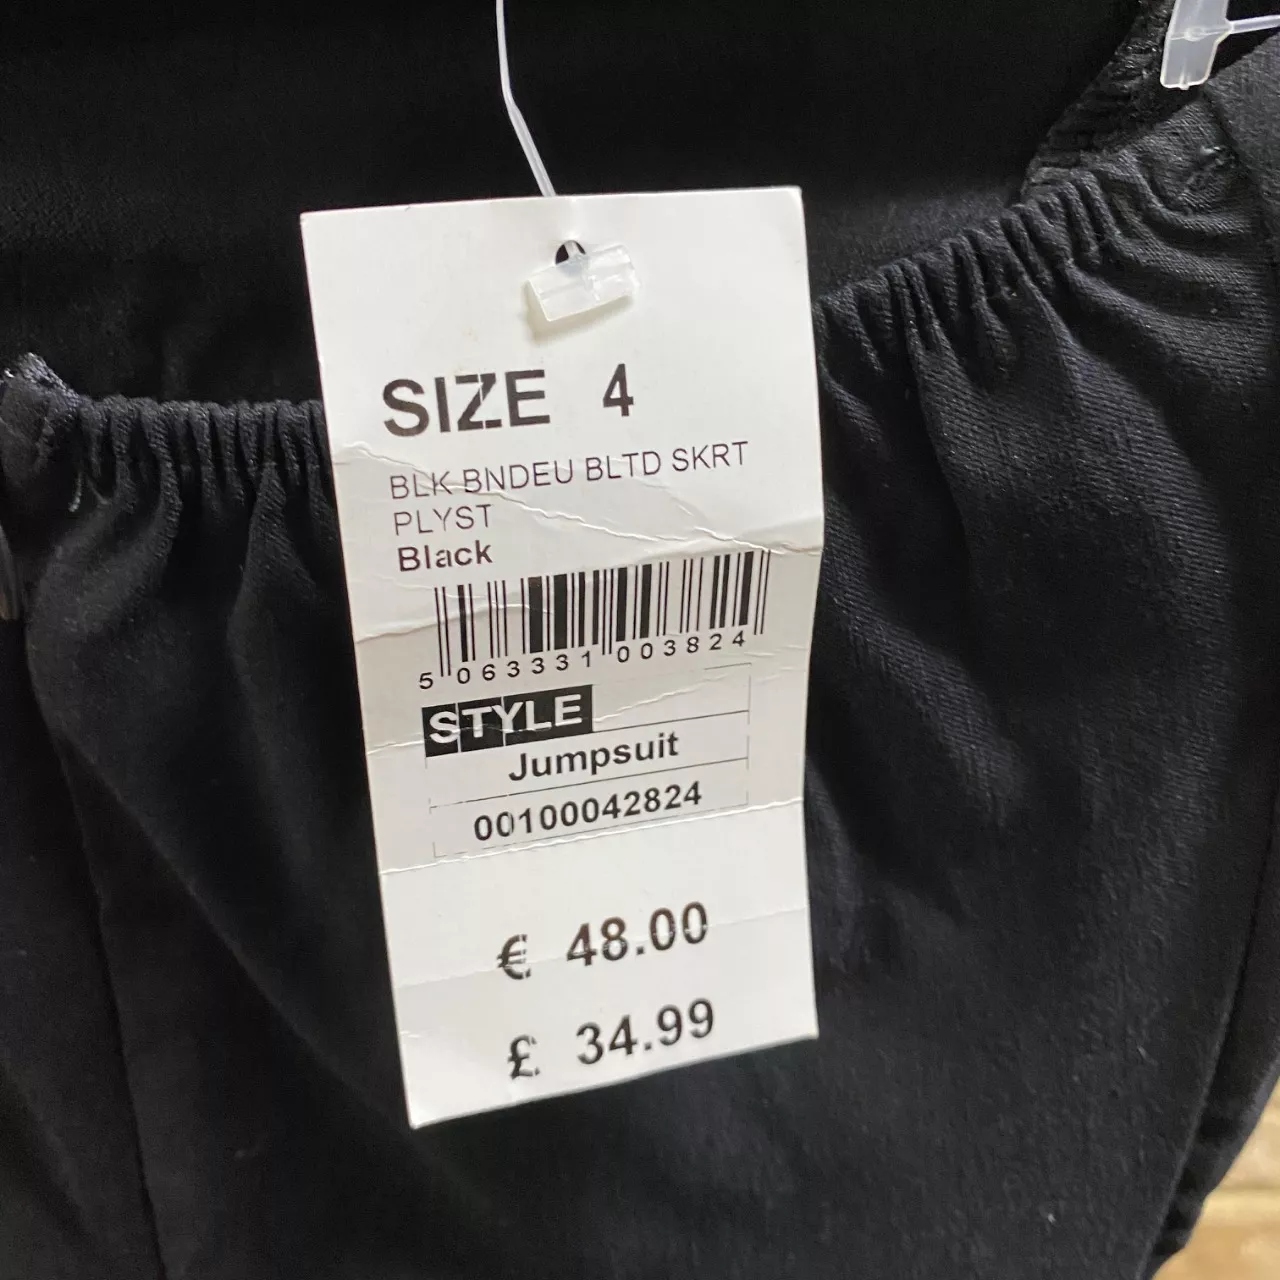 SIZE 4
BLK BNDEU BLTD SKRT
PLYST
Black
5 063331 003824
STYLE
Jumpsuit
00100042824
€ 48.00
£ 34.99